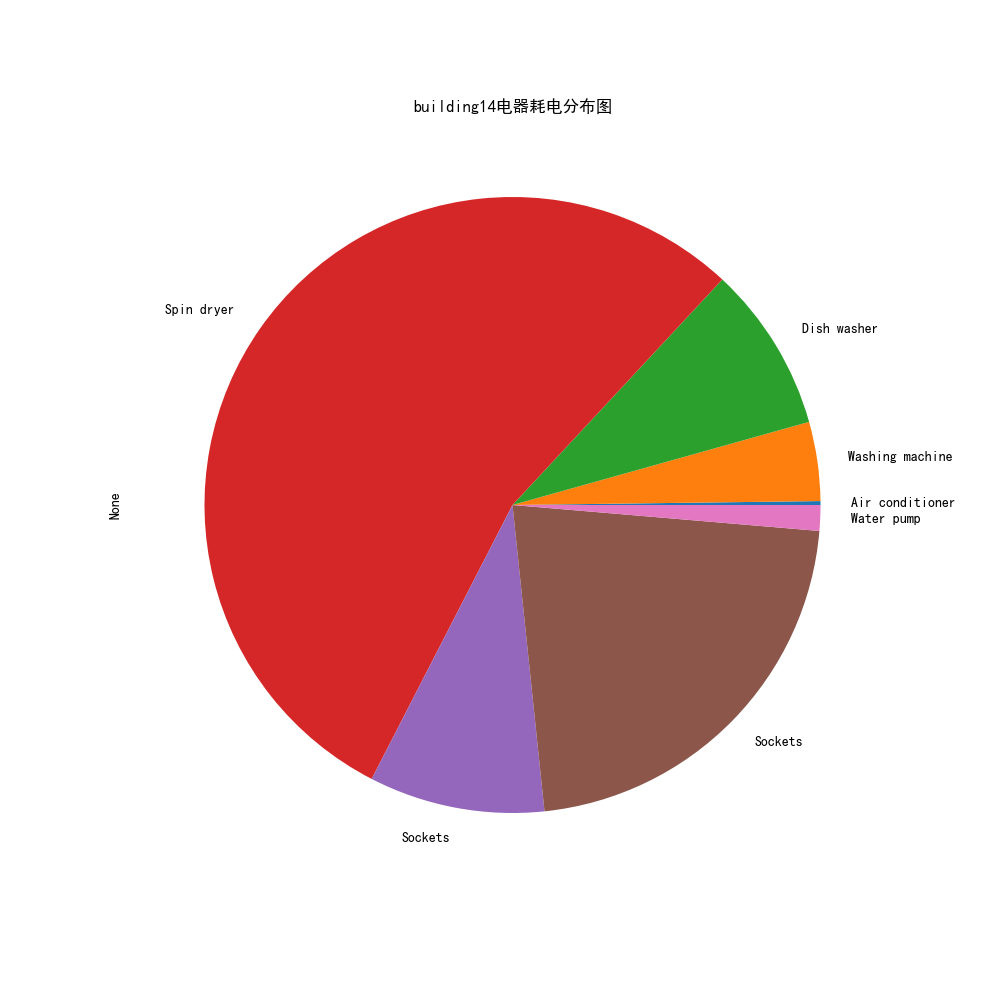 building14电器耗电分布图
Spin dryer
Dish washer
Washing machine
Air conditioner
Water pump
None
Sockets
Sockets